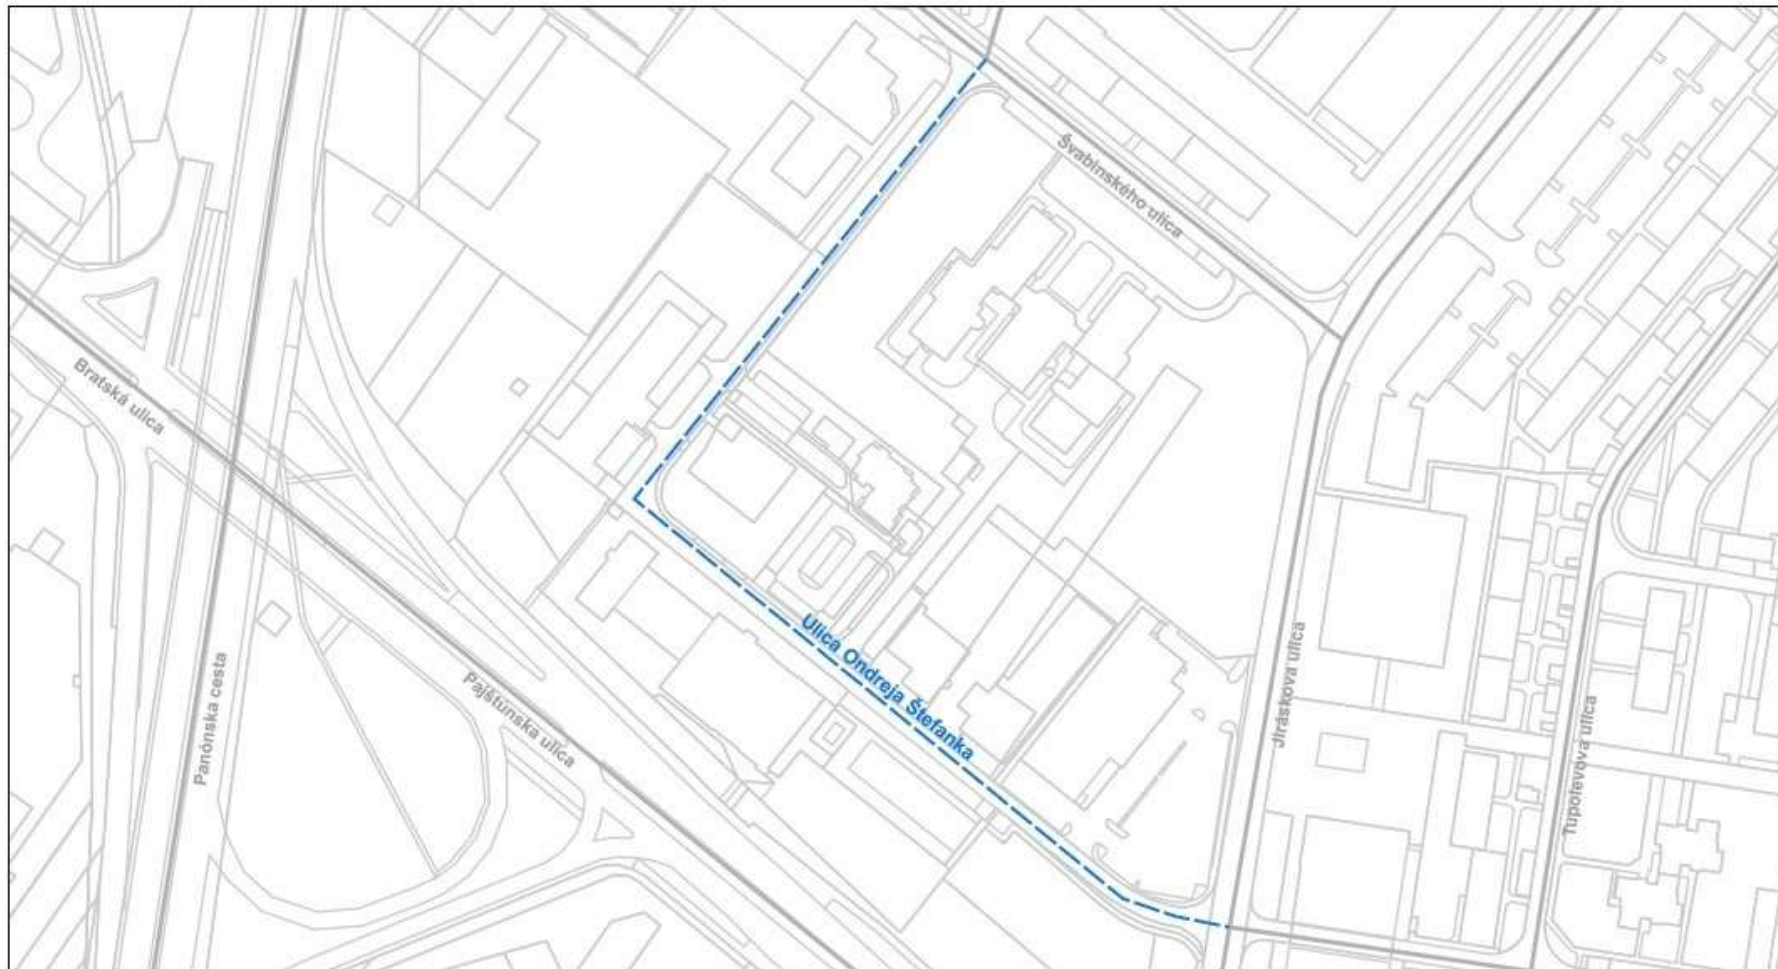 Švabinského ulica
Bratská ulica
Ulica Ondreja Štefanka
Panónska cesta
Pajštúnska ulica
Jiráskova ulica
Tupolevova ulica